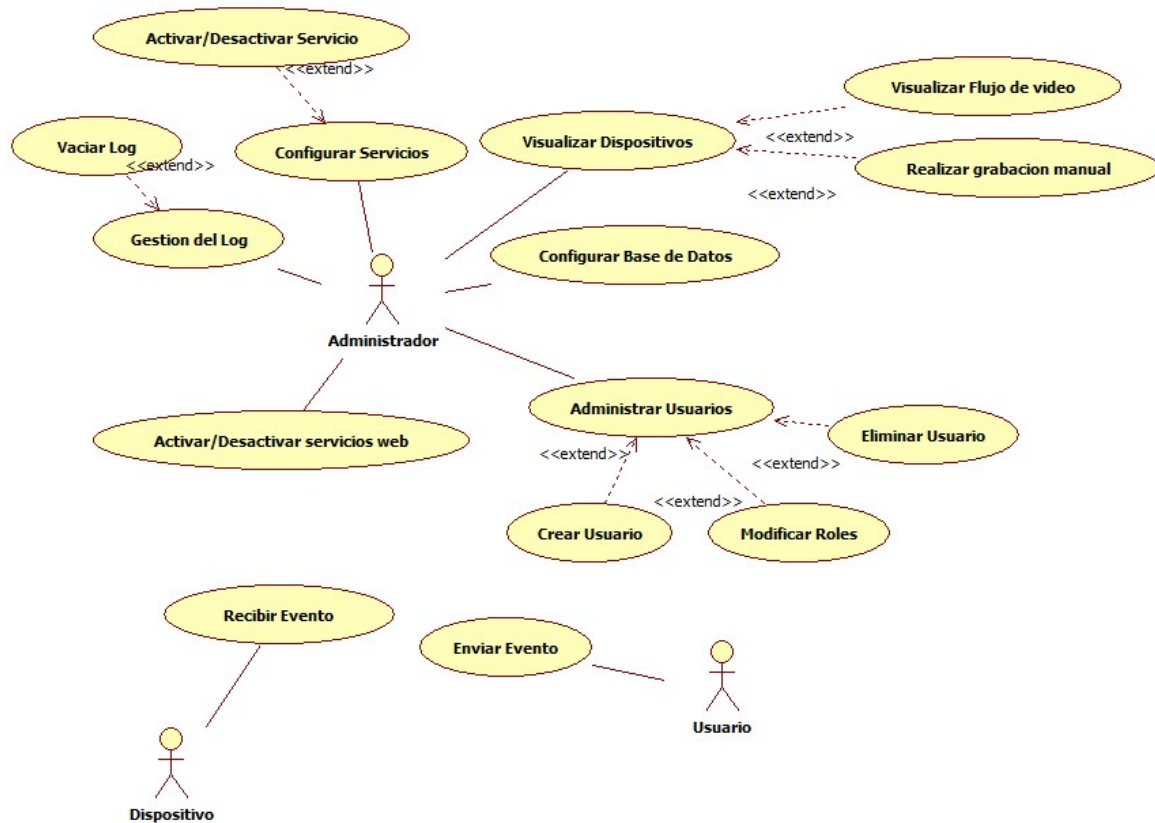 Activar/Desactivar Servicio
<<extend>>
Visualizar Flujo de video
Vaciar Log
<<extend>>
Configurar Servicios
Visualizar Dispositivos
<<extend>>
Realizar grabacion manual
<<extend>>
Gestion del Log
Configurar Base de Datos
Administrador
Administrar Usuarios
Activar/Desactivar servicios web
Eliminar Usuario
<<extend>>
<<extend>>
<<extend>>
Crear Usuario
Modificar Roles
Recibir Evento
Enviar Evento
Usuario
Dispositivo